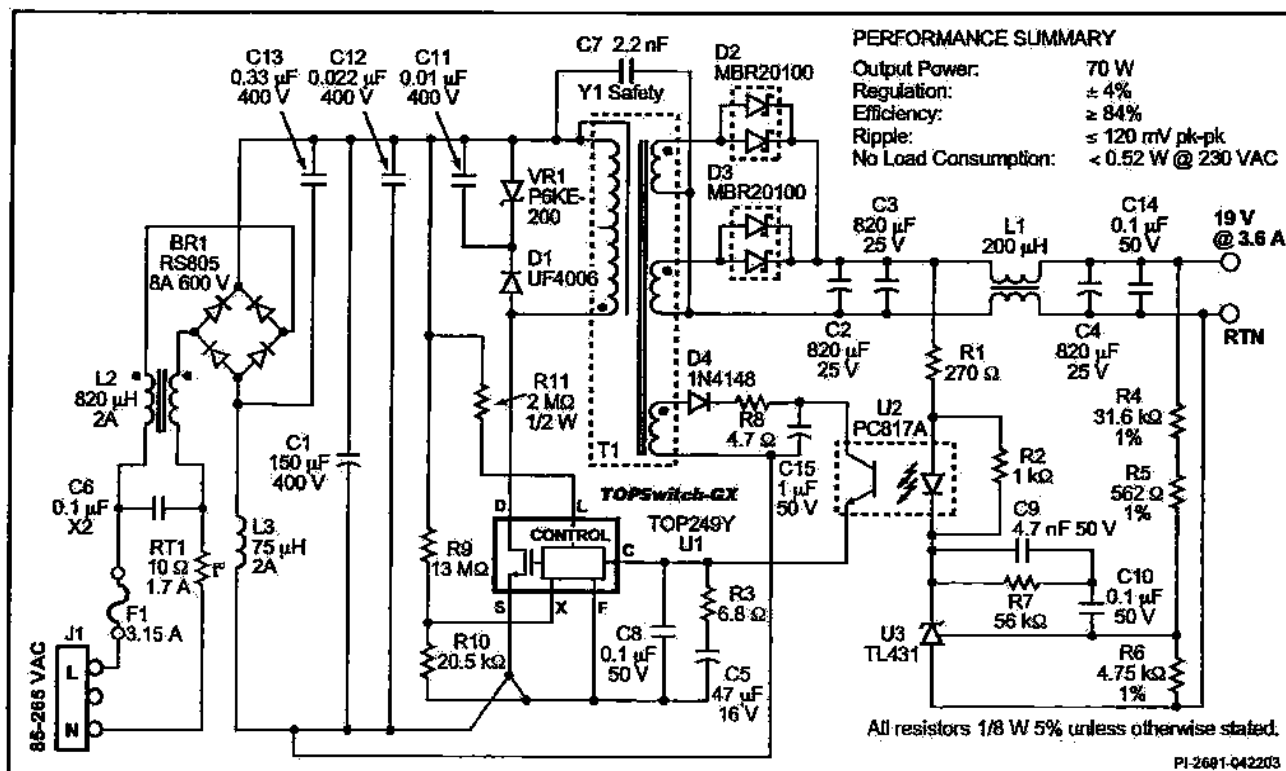 C7 2.2 nF
Y1 Safety
D2
MBR20100
PERFORMANCE SUMMARY
Output Power: 70 W
Regulation: ± 4%
Efficiency: ≥ 84%
Ripple: ≤ 120 mV pk-pk
No Load Consumption: < 0.52 W @ 230 VAC
C13
0.33 µF
400 V
C12
0.022 µF
400 V
C11
0.01 µF
400 V
VR1
P6KE-
200
D1
UF4006
D3
MBR20100
C3
820 µF
25 V
L1
200 µH
C14
0.1 µF
50 V
19 V
@ 3.6 A
RTN
BR1
RS805
8A 600 V
C2
820 µF
25 V
C4
820 µF
25 V
R1
270 Ω
L2
820 µH
2A
R11
2 MΩ
1/2 W
T1
D4
1N4148
R8
4.7 Ω
U2
PC817A
R2
1 kΩ
R4
31.6 kΩ
1%
R5
562 Ω
1%
C1
150 µF
400 V
C15
1 µF
50 V
C6
0.1 µF
X2
TOPSwitch-GX
TOP249Y
U1
D
L
CONTROL
C
S
X
F
L3
75 µH
2A
RT1
10 Ω
1.7 A
t°
F1
3.15 A
R9
13 MΩ
R10
20.5 kΩ
C8
0.1 µF
50 V
R3
6.8 Ω
C5
47 µF
16 V
C9
4.7 nF 50 V
R7
56 kΩ
C10
0.1 µF
50 V
U3
TL431
R6
4.75 kΩ
1%
J1
L
N
85-265 VAC
All resistors 1/8 W 5% unless otherwise stated.
PI-2691-042203